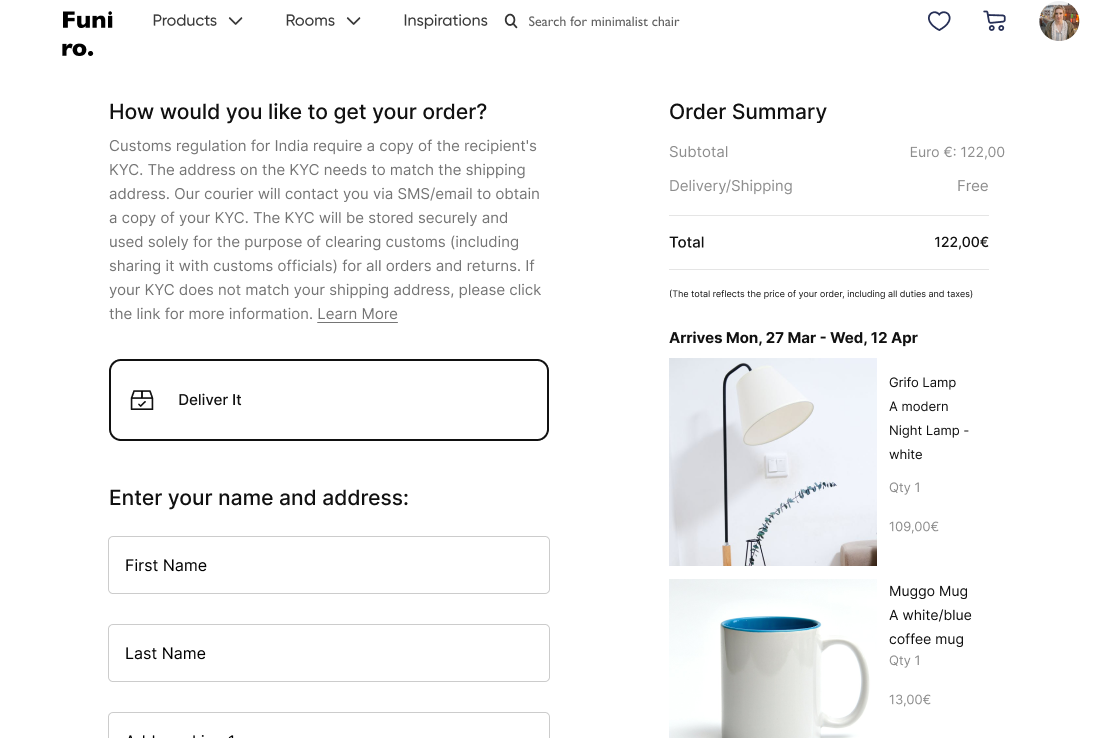 Funi
ro.
Products
Rooms
Inspirations
Search for minimalist chair
How would you like to get your order?
Customs regulation for India require a copy of the recipient's
KYC. The address on the KYC needs to match the shipping
address. Our courier will contact you via SMS/email to obtain
a copy of your KYC. The KYC will be stored securely and
used solely for the purpose of clearing customs (including
sharing it with customs officials) for all orders and returns. If
your KYC does not match your shipping address, please click
the link for more information. Learn More
Deliver It
Enter your name and address:
First Name
Last Name
Order Summary
Subtotal Euro €: 122,00
Delivery/Shipping Free
Total 122,00€
(The total reflects the price of your order, including all duties and taxes)
Arrives Mon, 27 Mar - Wed, 12 Apr
Grifo Lamp
A modern
Night Lamp -
white
Qty 1
109,00€
Muggo Mug
A white/blue
coffee mug
Qty 1
13,00€